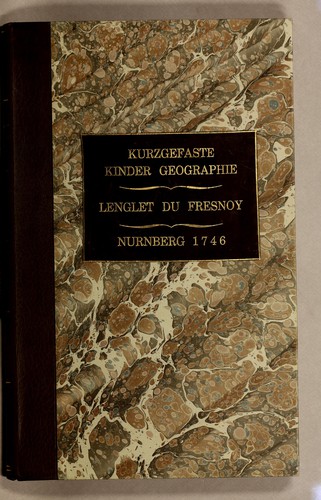 KURZGEFASTE
KINDER GEOGRAPHIE
LENGLET DU FRESNOY
NURNBERG 1746